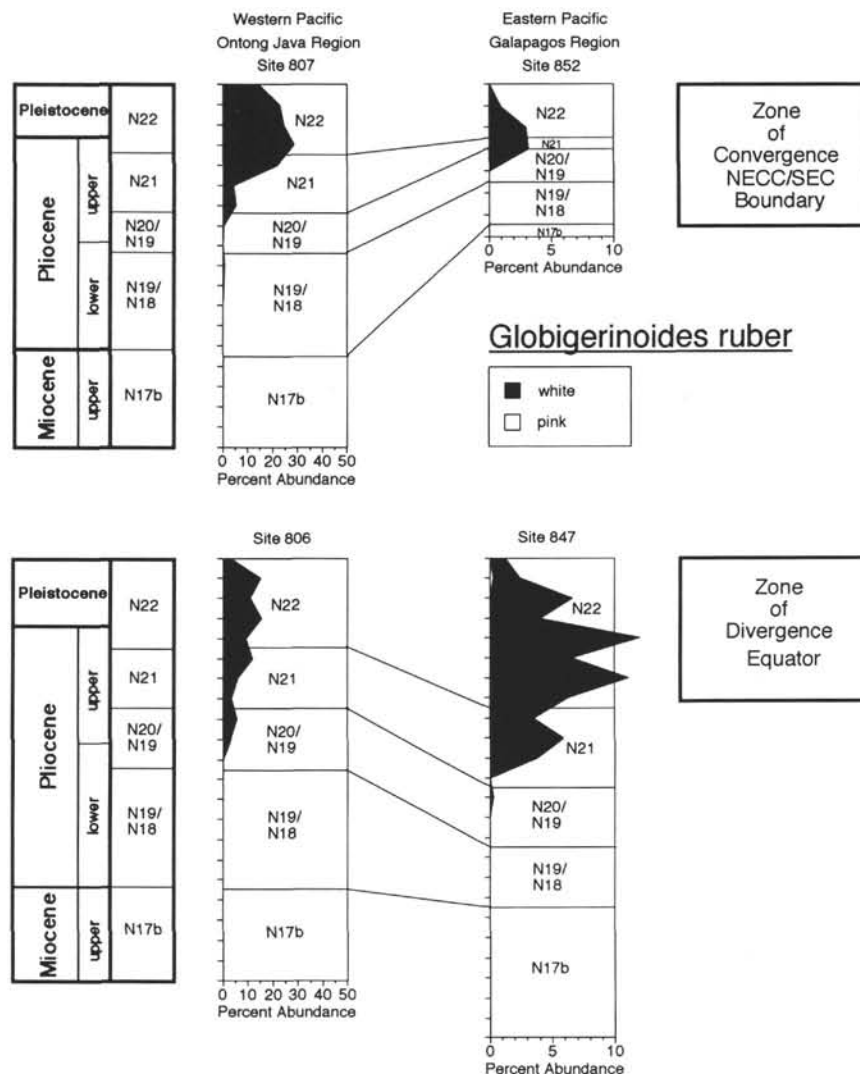 Western Pacific
Ontong Java Region
Site 807
Eastern Pacific
Galapagos Region
Site 852
Pleistocene
Pliocene
upper
lower
Miocene
upper
N22
N21
N20/
N19
N19/
N18
N17b
N22
N21
N20/
N19
N19/
N18
N17b
0 10 20 30 40 50
Percent Abundance
N22
N21
N20/
N19
N19/
N18
N17b
0 5 10
Percent Abundance
Zone
of
Convergence
NECC/SEC
Boundary
Globigerinoides ruber
white
pink
Site 806
Site 847
Pleistocene
Pliocene
upper
lower
Miocene
upper
N22
N21
N20/
N19
N19/
N18
N17b
N22
N21
N20/
N19
N19/
N18
N17b
0 10 20 30 40 50
Percent Abundance
N22
N21
N20/
N19
N19/
N18
N17b
0 5 10
Percent Abundance
Zone
of
Divergence
Equator